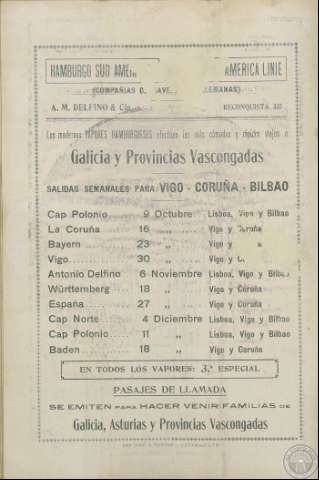 HAMBURGO SUD AME. AMERICA LINIE
(COMPAÑIAS D. AVE. EMANAS)
A. M. DELFINO & Cía. RECONQUISTA
Los modernos VAPORES HAMBURGUESES efectúan los más cómodos y rápidos viajes a
Galicia y Provincias Vascongadas
SALIDAS SEMANALES PARA VIGO - CORUÑA - BILBAO
Cap Polonio 9 Octubre Lisboa, Vigo y Bilbao
La Coruña 16 ,, Vigo y Coruña
Bayern 23 ,, Vigo y a
Vigo 30 ,, Vigo y C.
Antonio Delfino 6 Noviembre Lisboa, Vigo y Bilbao
Württemberg 18 ,, Vigo y Coruña
España 27 ,, Vigo y Coruña
Cap Norte 4 Diciembre Lisboa, Vigo y Bilbao
Cap Polonio 11 ,, Lisboa, Vigo y Bilbao
Baden 18 ,, Vigo y Coruña
EN TODOS LOS VAPORES: 3.ª ESPECIAL
PASAJES DE LLAMADA
SE EMITEN PARA HACER VENIR FAMILIAS DE
Galicia, Asturias y Provincias Vascongadas